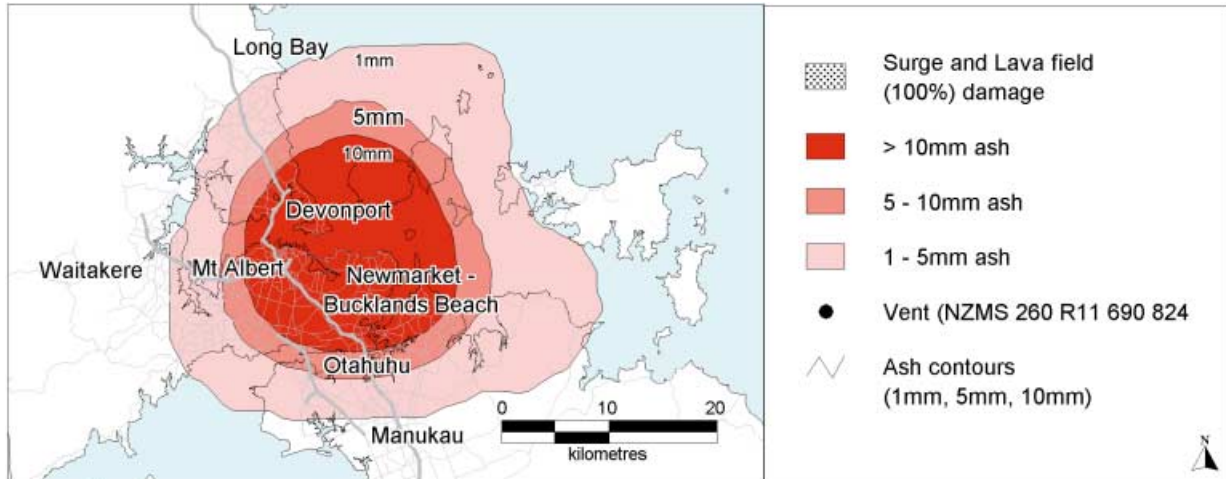 Long Bay
1mm
5mm
10mm
Devonport
Waitakere
Mt Albert
Newmarket -
Bucklands Beach
Otahuhu
Manukau
0 10 20
kilometres
Surge and Lava field
(100%) damage
> 10mm ash
5 - 10mm ash
1 - 5mm ash
Vent (NZMS 260 R11 690 824
Ash contours
(1mm, 5mm, 10mm)
N